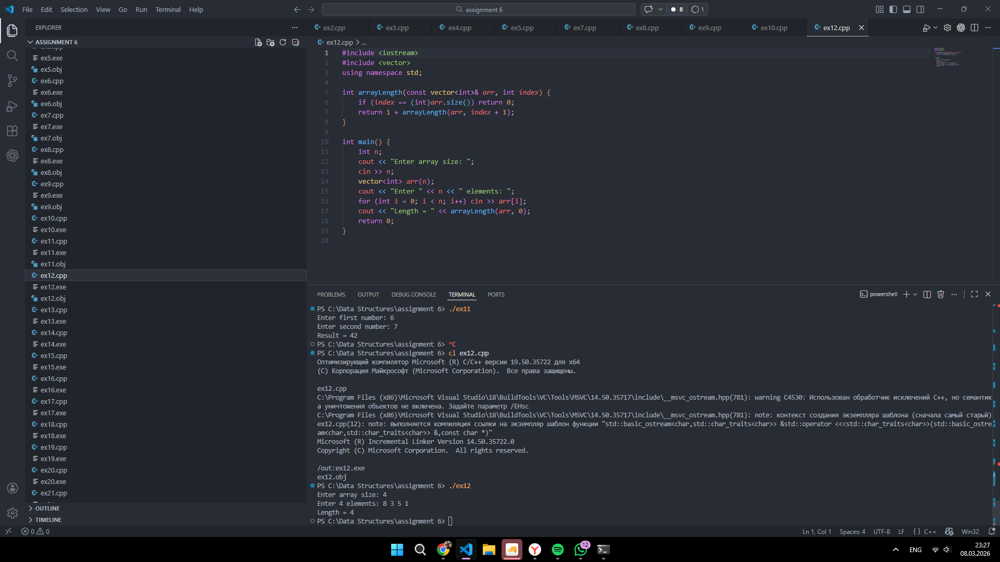 File Edit Selection View Go Run Terminal Help
assignment 6
8
1
EXPLORER
ASSIGNMENT 6
ex5.exe
ex5.obj
ex6.cpp
ex6.exe
ex6.obj
ex7.cpp
ex7.exe
ex7.obj
ex8.cpp
ex8.exe
ex8.obj
ex9.cpp
ex9.exe
ex9.obj
ex10.cpp
ex10.exe
ex11.cpp
ex11.exe
ex11.obj
ex12.cpp
ex12.exe
ex12.obj
ex13.cpp
ex13.exe
ex14.cpp
ex14.exe
ex15.cpp
ex15.exe
ex16.cpp
ex16.exe
ex17.cpp
ex17.exe
ex18.cpp
ex18.exe
ex19.cpp
ex19.exe
ex20.cpp
ex20.exe
ex21.cpp
OUTLINE
TIMELINE
ex2.cpp ex3.cpp ex4.cpp ex5.cpp ex7.cpp ex8.cpp ex9.cpp ex10.cpp ex12.cpp
ex12.cpp > ...
1 #include <iostream>
2 #include <vector>
3 using namespace std;
4
5 int arrayLength(const vector<int>& arr, int index) {
6 if (index == (int)arr.size()) return 0;
7 return 1 + arrayLength(arr, index + 1);
8 }
9
10 int main() {
11 int n;
12 cout << "Enter array size: ";
13 cin >> n;
14 vector<int> arr(n);
15 cout << "Enter " << n << " elements: ";
16 for (int i = 0; i < n; i++) cin >> arr[i];
17 cout << "Length = " << arrayLength(arr, 0);
18 return 0;
19 }
20
PROBLEMS OUTPUT DEBUG CONSOLE TERMINAL PORTS
powershell
PS C:\Data Structures\assignment 6> ./ex11
Enter first number: 6
Enter second number: 7
Result = 42
PS C:\Data Structures\assignment 6> ^C
PS C:\Data Structures\assignment 6> cl ex12.cpp
Оптимизирующий компилятор Microsoft (R) C/C++ версии 19.50.35722 для x64
(C) Корпорация Майкрософт (Microsoft Corporation).  Все права защищены.
ex12.cpp
C:\Program Files (x86)\Microsoft Visual Studio\18\BuildTools\VC\Tools\MSVC\14.50.35717\include\__msvc_ostream.hpp(781): warning C4530: Использован обработчик исключений C++, но семантик
а уничтожения объектов не включена. Задайте параметр /EHsc
C:\Program Files (x86)\Microsoft Visual Studio\18\BuildTools\VC\Tools\MSVC\14.50.35717\include\__msvc_ostream.hpp(781): note: контекст создания экземпляра шаблона (сначала самый старый)
ex12.cpp(12): note: выполняется компиляция ссылки на экземпляр шаблон функции "std::basic_ostream<char,std::char_traits<char>> &std::operator <<<std::char_traits<char>>(std::basic_ostre
am<char,std::char_traits<char>> &,const char *)"
Microsoft (R) Incremental Linker Version 14.50.35722.0
Copyright (C) Microsoft Corporation.  All rights reserved.
/out:ex12.exe
ex12.obj
PS C:\Data Structures\assignment 6> ./ex12
Enter array size: 4
Enter 4 elements: 8 3 5 1
Length = 4
PS C:\Data Structures\assignment 6>
0 0
Ln 1, Col 1 Spaces: 4 UTF-8 LF { } C++ Win32
12
ENG
23:27
08.03.2026